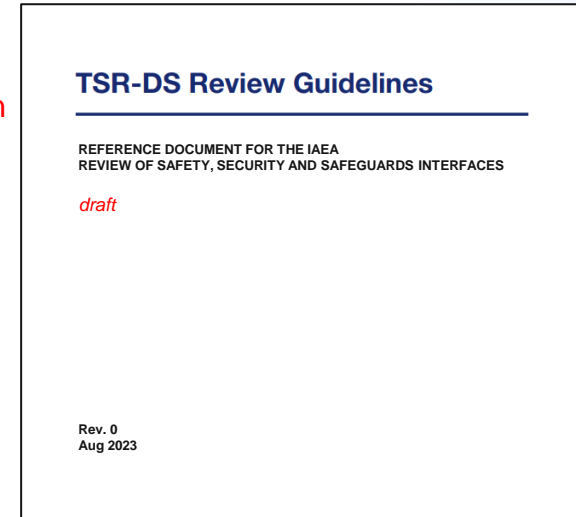 TSR-DS Review Guidelines
REFERENCE DOCUMENT FOR THE IAEA
REVIEW OF SAFETY, SECURITY AND SAFEGUARDS INTERFACES
draft
Rev. 0
Aug 2023